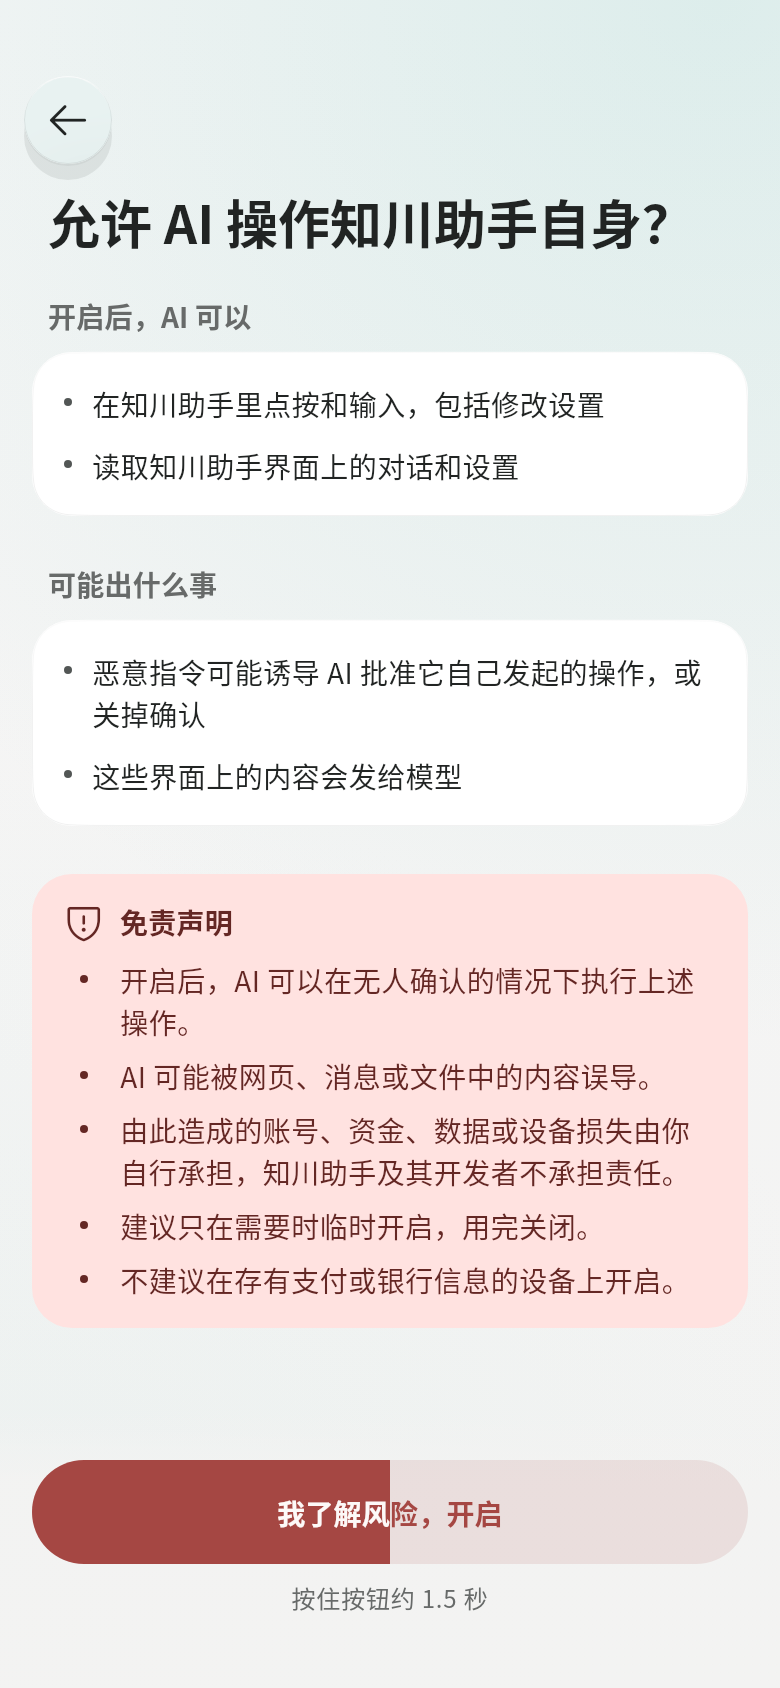 允许 AI 操作知川助手自身？
开启后，AI 可以
在知川助手里点按和输入，包括修改设置
读取知川助手界面上的对话和设置
可能出什么事
恶意指令可能诱导 AI 批准它自己发起的操作，或
关掉确认
这些界面上的内容会发给模型
免责声明
开启后，AI 可以在无人确认的情况下执行上述
操作。
AI 可能被网页、消息或文件中的内容误导。
由此造成的账号、资金、数据或设备损失由你
自行承担，知川助手及其开发者不承担责任。
建议只在需要时临时开启，用完关闭。
不建议在存有支付或银行信息的设备上开启。
我了解风险，开启
按住按钮约 1.5 秒